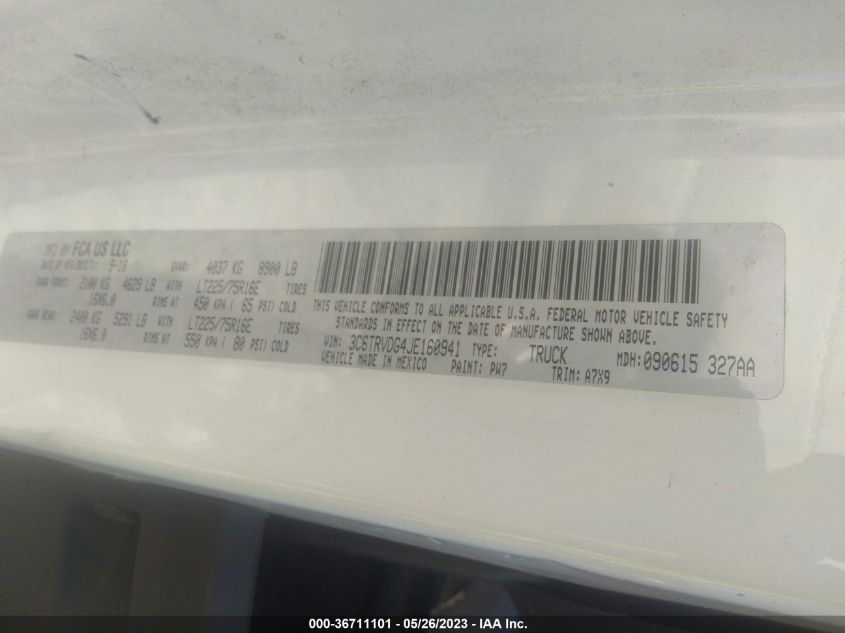 MFD BY FCA US LLC
DATE OF MFR 9-18 GVWR: 4037 KG 8900 LB
GAWR FRONT: 2100 KG 4629 LB WITH LT225/75R16E TIRES
16X6.0 RIMS AT 450 KPA ( 65 PSI) COLD
GAWR REAR: 2400 KG 5291 LB WITH LT225/75R16E TIRES
16X6.0 RIMS AT 550 KPA ( 80 PSI) COLD
THIS VEHICLE CONFORMS TO ALL APPLICABLE U.S.A. FEDERAL MOTOR VEHICLE SAFETY
STANDARDS IN EFFECT ON THE DATE OF MANUFACTURE SHOWN ABOVE.
VIN: 3C6TRVDG4JE160941 TYPE: TRUCK MDH: 090615 327AA
VEHICLE MADE IN MEXICO PAINT: PW7 TRIM: A7X9
000-36711101 - 05/26/2023 - IAA Inc.